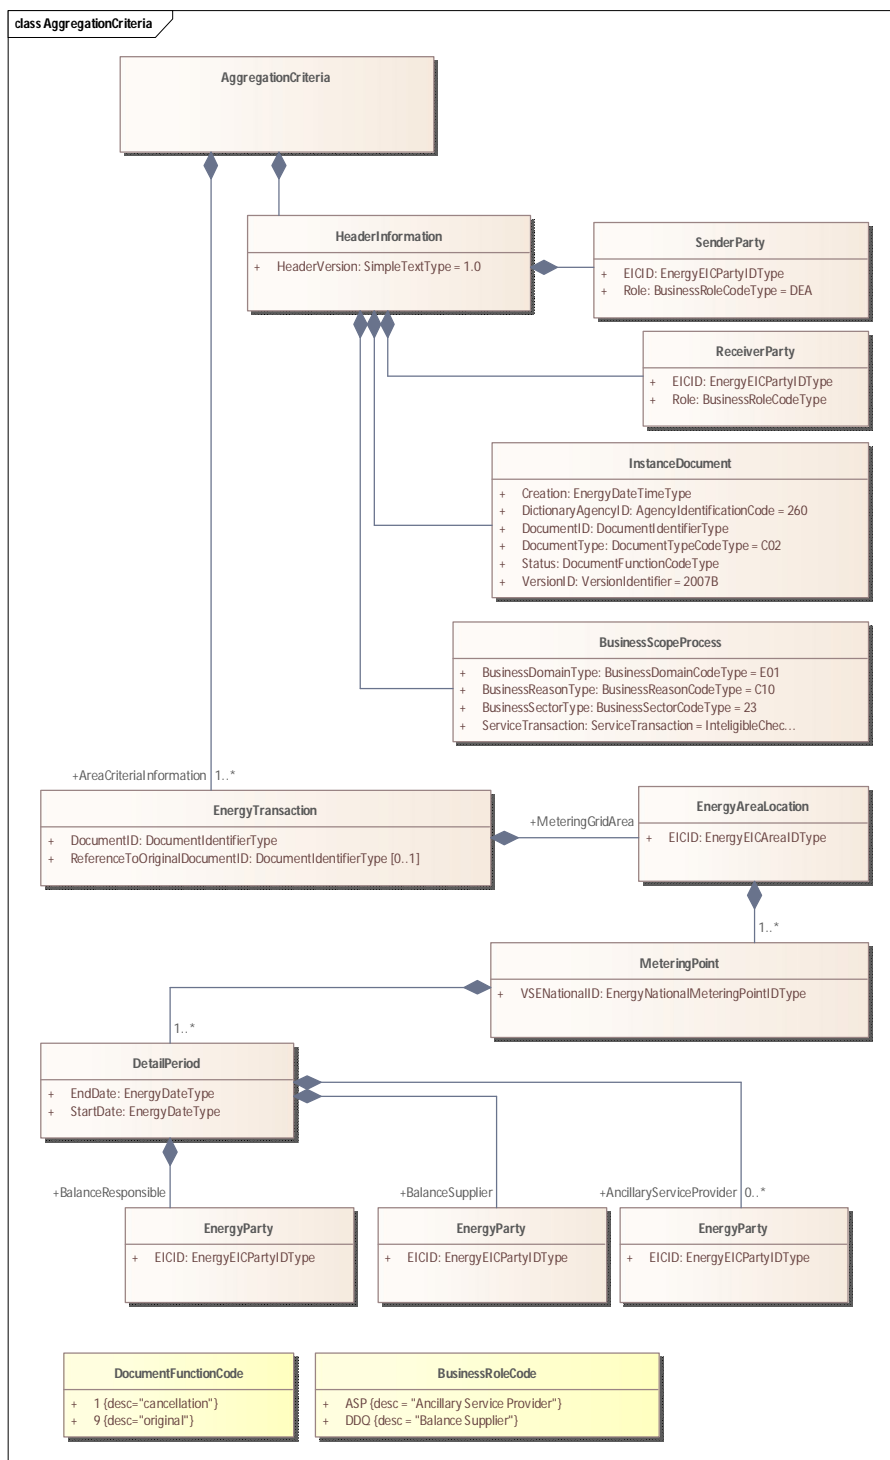 class AggregationCriteria
AggregationCriteria
HeaderInformation
+ HeaderVersion: SimpleTextType = 1.0
SenderParty
+ EICID: EnergyEICPartyIDType
+ Role: BusinessRoleCodeType = DEA
ReceiverParty
+ EICID: EnergyEICPartyIDType
+ Role: BusinessRoleCodeType
InstanceDocument
+ Creation: EnergyDateTimeType
+ DictionaryAgencyID: AgencyIdentificationCode = 260
+ DocumentID: DocumentIdentifierType
+ DocumentType: DocumentTypeCodeType = C02
+ Status: DocumentFunctionCodeType
+ VersionID: VersionIdentifier = 2007B
BusinessScopeProcess
+ BusinessDomainType: BusinessDomainCodeType = E01
+ BusinessReasonType: BusinessReasonCodeType = C10
+ BusinessSectorType: BusinessSectorCodeType = 23
+ ServiceTransaction: ServiceTransaction = InteligibleChec...
+AreaCriteriaInformation 1..*
EnergyTransaction
+ DocumentID: DocumentIdentifierType
+ ReferenceToOriginalDocumentID: DocumentIdentifierType [0..1]
+MeteringGridArea
EnergyAreaLocation
+ EICID: EnergyEICAreaIDType
1..*
MeteringPoint
+ VSENationalID: EnergyNationalMeteringPointIDType
1..*
DetailPeriod
+ EndDate: EnergyDateType
+ StartDate: EnergyDateType
+BalanceResponsible
+BalanceSupplier
+AncillaryServiceProvider 0..*
EnergyParty
+ EICID: EnergyEICPartyIDType
EnergyParty
+ EICID: EnergyEICPartyIDType
EnergyParty
+ EICID: EnergyEICPartyIDType
DocumentFunctionCode
+ 1 {desc="cancellation"}
+ 9 {desc="original"}
BusinessRoleCode
+ ASP {desc = "Ancillary Service Provider"}
+ DDQ {desc = "Balance Supplier"}